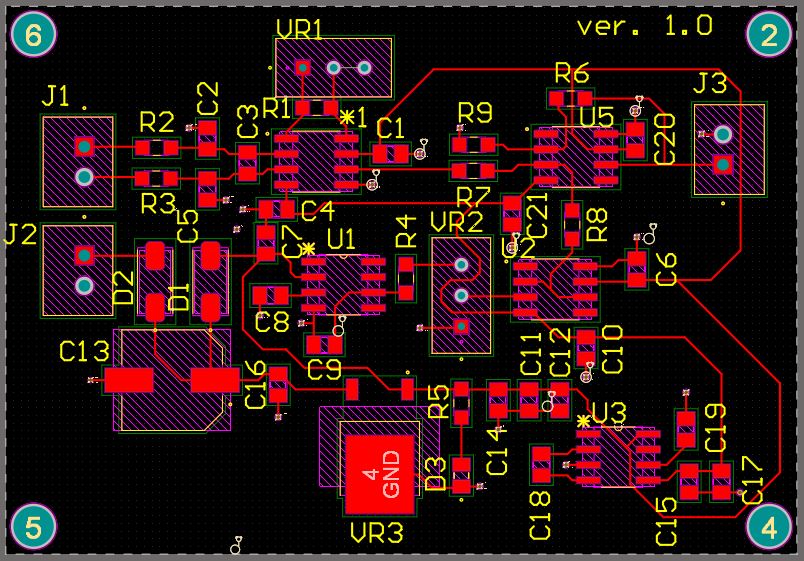 6
VR1
ver. 1.0
2
J1
C2
R2
C3
R1
1
C1
R9
R6
U5
J3
C20
R3
C5
C4
R7
C21
R8
J2
C7
U1
R4
VR2
U2
C6
D2
D1
C8
C9
C11
C12
C10
C13
C16
R5
C14
U3
C19
4
GND
D3
C18
C15
C17
5
VR3
4